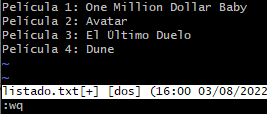 Película 1: One Million Dollar Baby
Película 2: Avatar
Película 3: El Último Duelo
Película 4: Dune
~
~
listado.txt[+] [dos] (16:00 03/08/2022
:wq